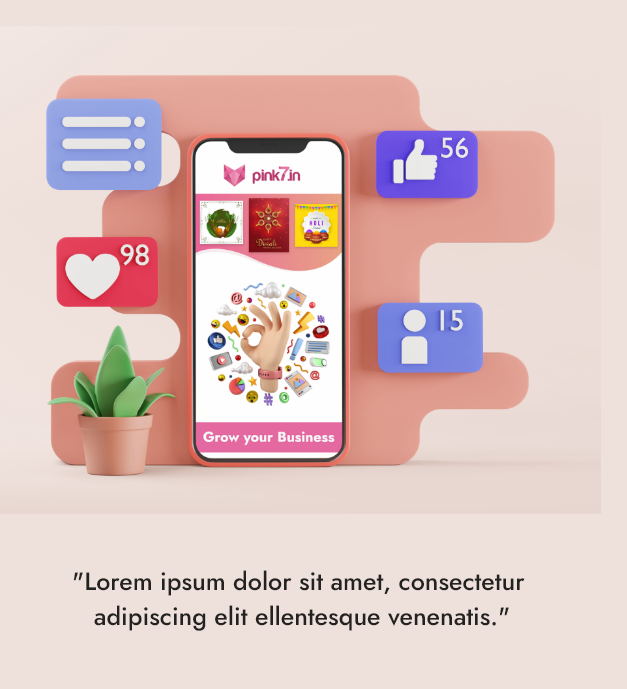 56
pink7.in
Diwali
HOLI
98
15
Grow your Business
"Lorem ipsum dolor sit amet, consectetur
adipiscing elit ellentesque venenatis."